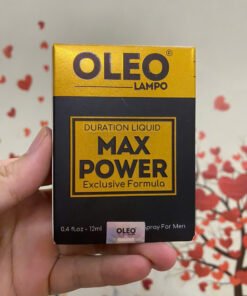 OLEO®
LAMPO
DURATION LIQUID
MAX
POWER
Exclusive Formula
0.4 fl.oz - 12ml
Spray For Men
OLEO